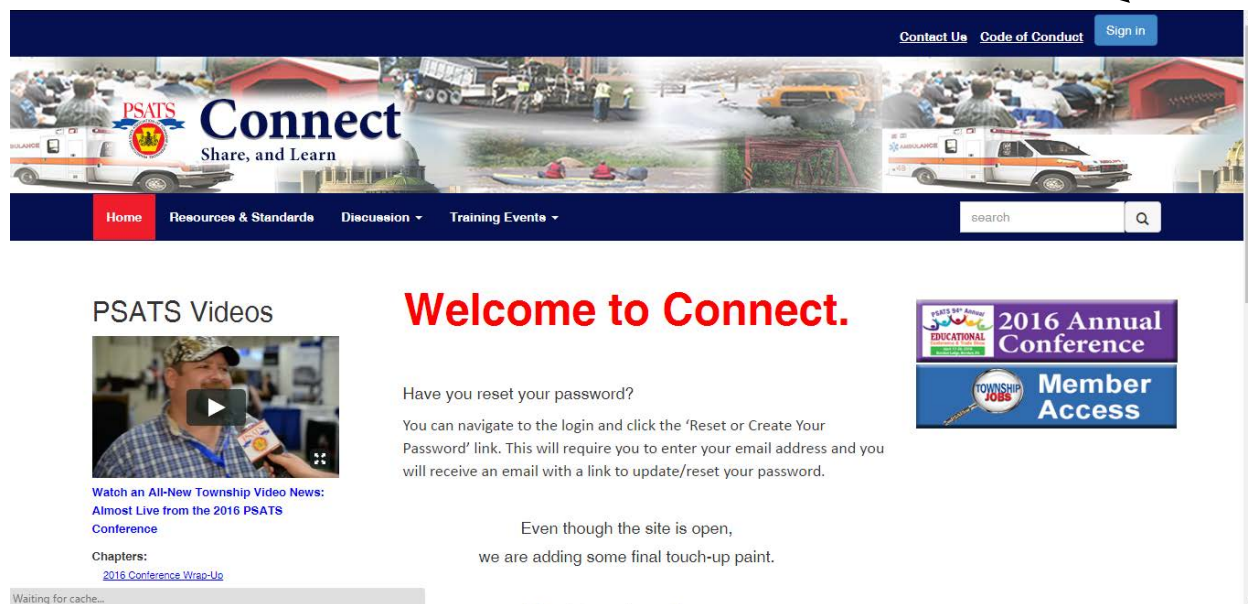 Contact Us Code of Conduct Sign in
PSATS Connect
Share, and Learn
AMBULANCE
Home Resources & Standards Discussion Training Events search
PSATS Videos
Welcome to Connect.
2016 Annual
EDUCATIONAL
Conference
TOWNSHIP
JOBS
Member
Access
Have you reset your password?
You can navigate to the login and click the ‘Reset or Create Your
Password’ link. This will require you to enter your email address and you
will receive an email with a link to update/reset your password.
Watch an All-New Township Video News:
Almost Live from the 2016 PSATS
Conference
Even though the site is open,
we are adding some final touch-up paint.
Chapters:
2016 Conference Wrap-Up
Waiting for cache...